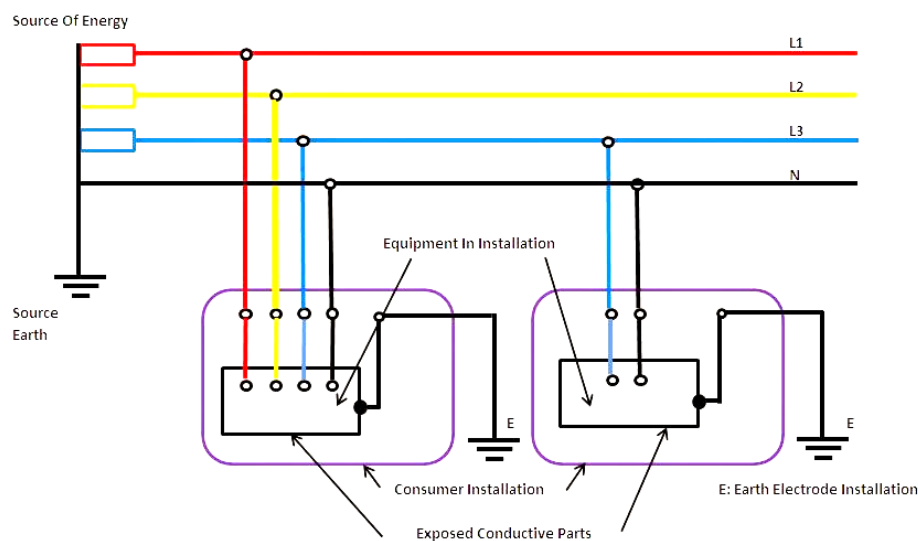 Source Of Energy
L1
L2
L3
N
Equipment In Installation
Source
Earth
E
E
Consumer Installation
E: Earth Electrode Installation
Exposed Conductive Parts